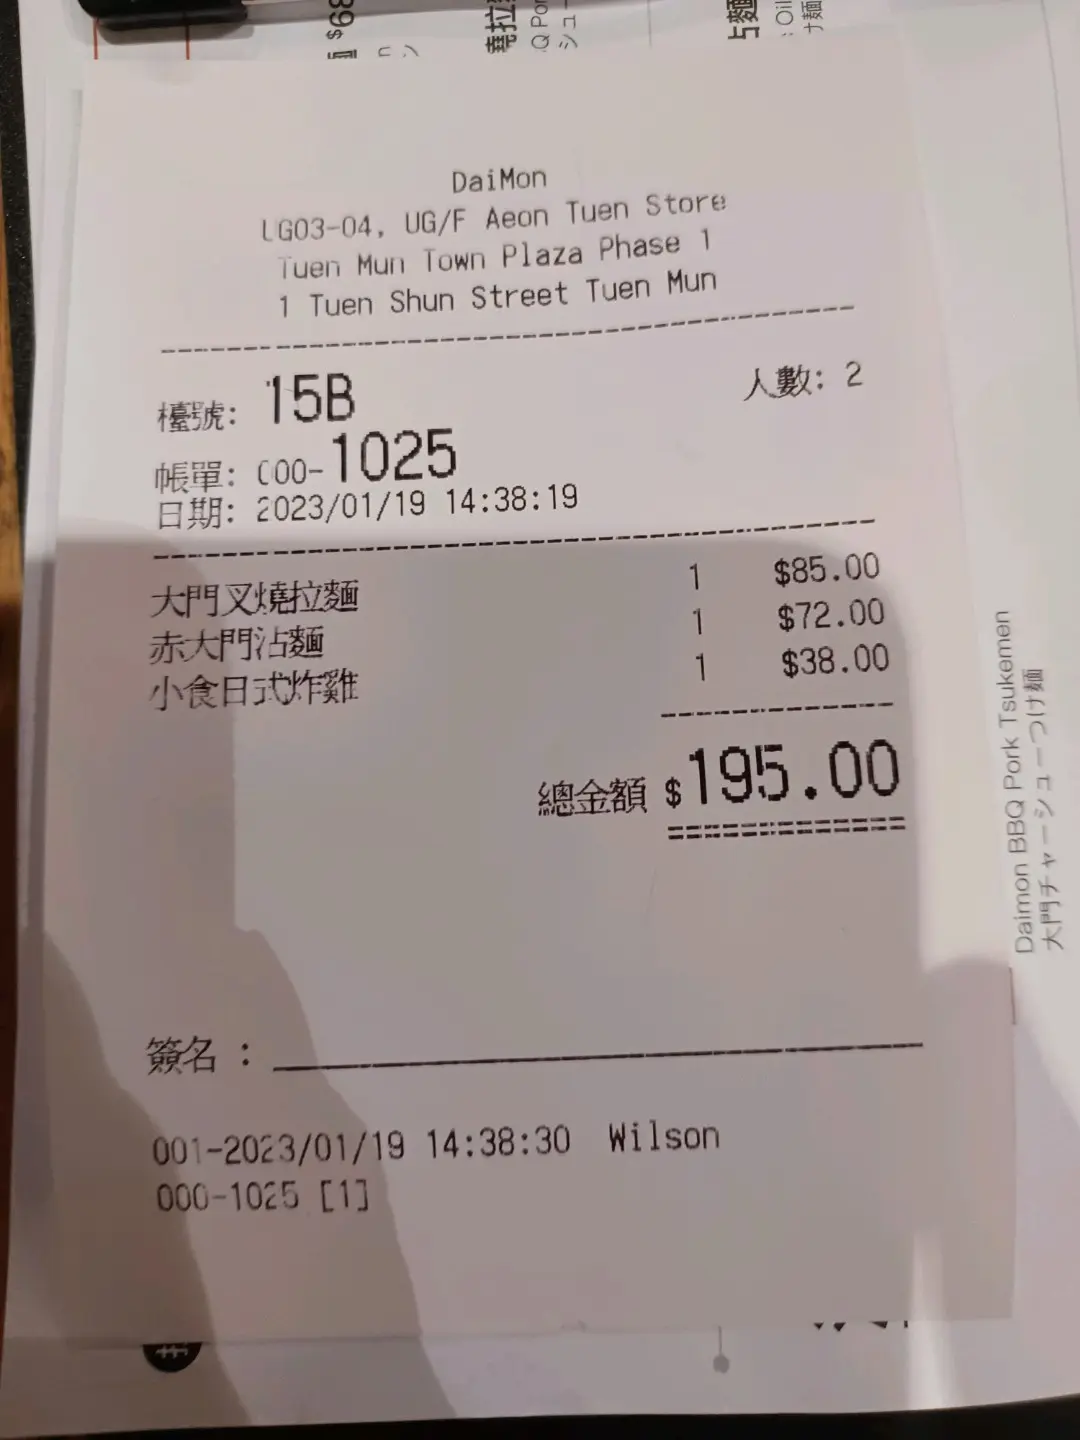 DaiMon
LG03-04, UG/F Aeon Tuen Store
Tuen Mun Town Plaza Phase 1
1 Tuen Shun Street Tuen Mun
檯號: 15B 人數: 2
帳單: 000-1025
日期: 2023/01/19 14:38:19
大門叉燒拉麵 1 $85.00
赤大門沾麵 1 $72.00
小食日式炸雞 1 $38.00
總金額 $195.00
簽名 :
001-2023/01/19 14:38:30 Wilson
000-1025 [1]
Daimon BBQ Pork Tsukemen
大門チャーシューつけ麺